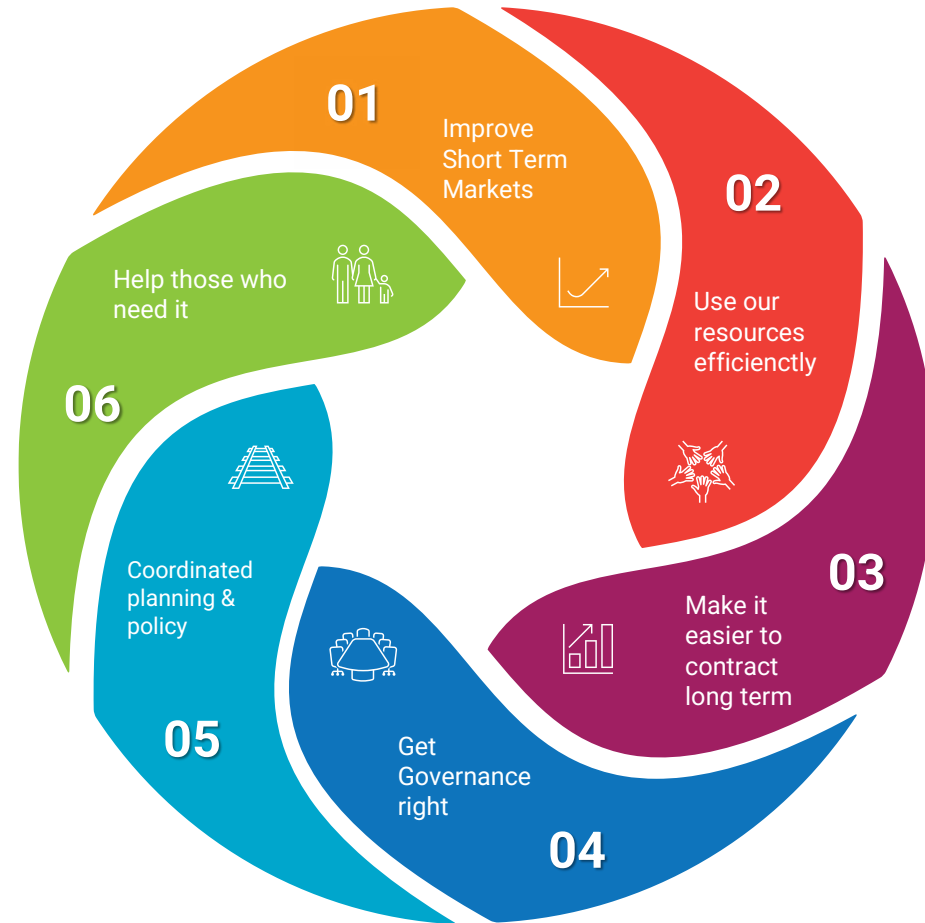 01
Improve
Short Term
Markets
02
Use our
resources
efficienctly
03
Make it
easier to
contract
long term
04
Get
Governance
right
05
Coordinated
planning &
policy
06
Help those who
need it